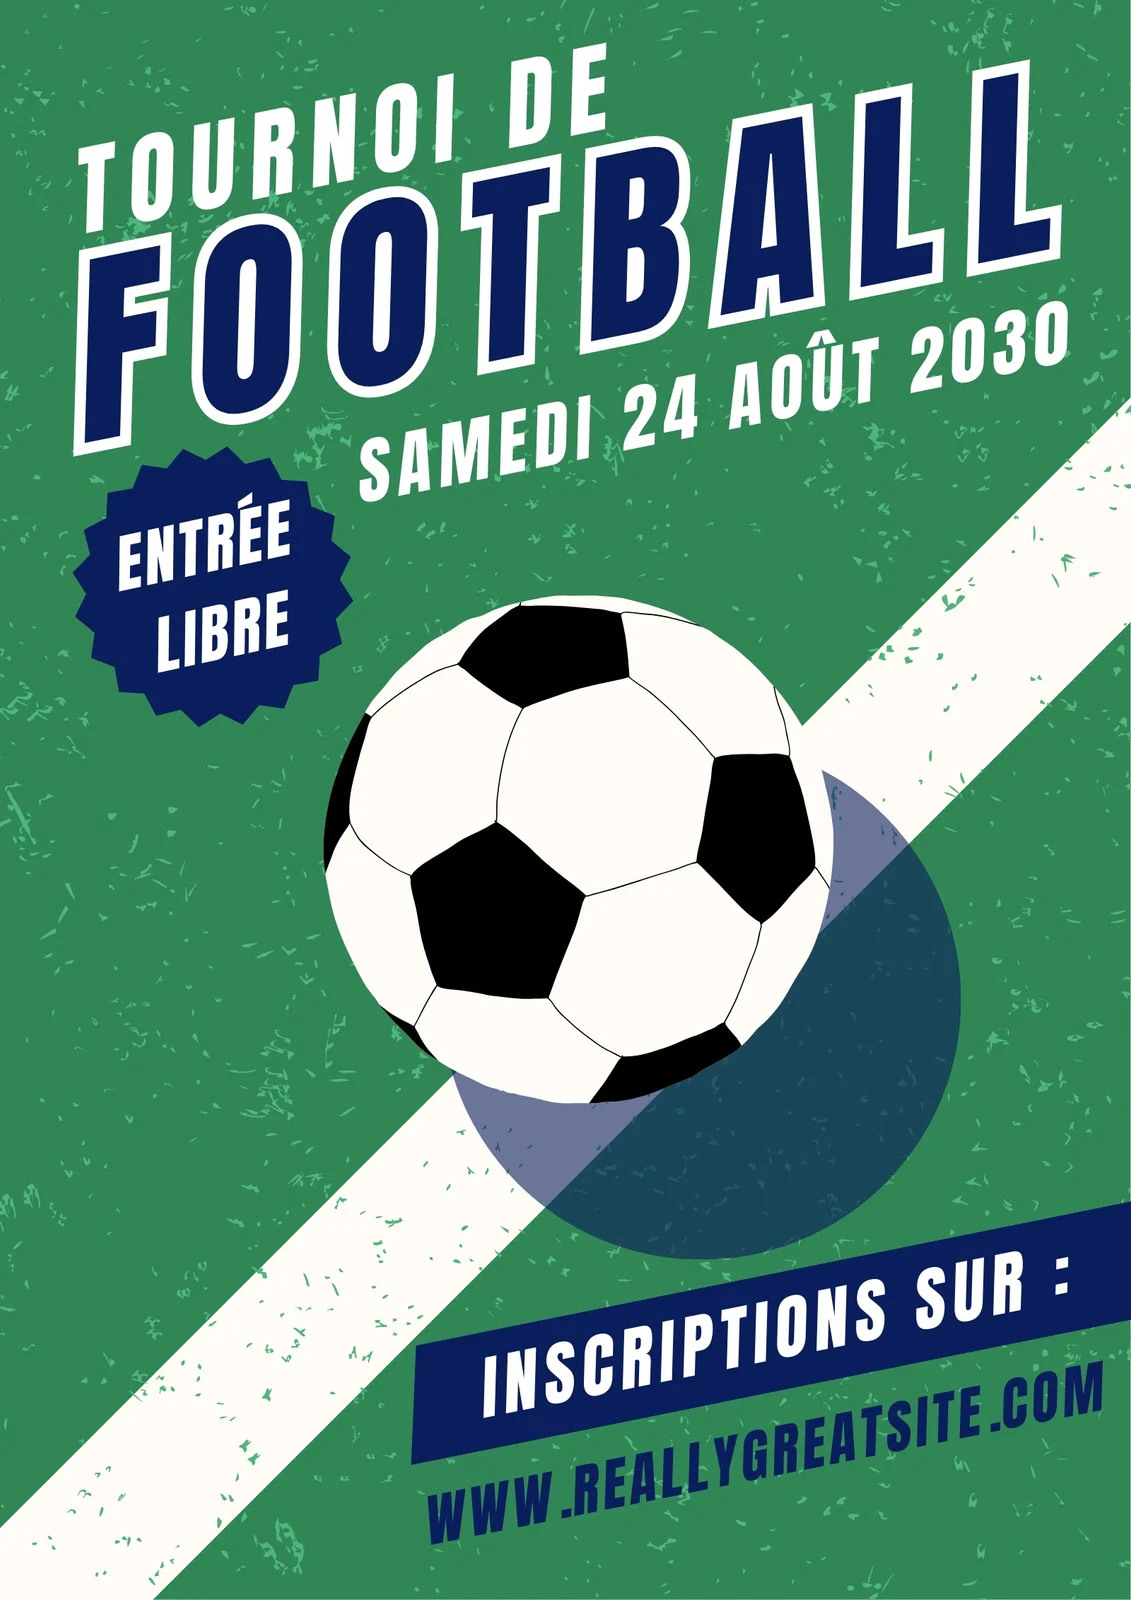 TOURNOI DE
FOOTBALL
SAMEDI 24 AOÛT 2030
ENTRÉE
LIBRE
INSCRIPTIONS SUR :
WWW.REALLYGREATSITE.COM